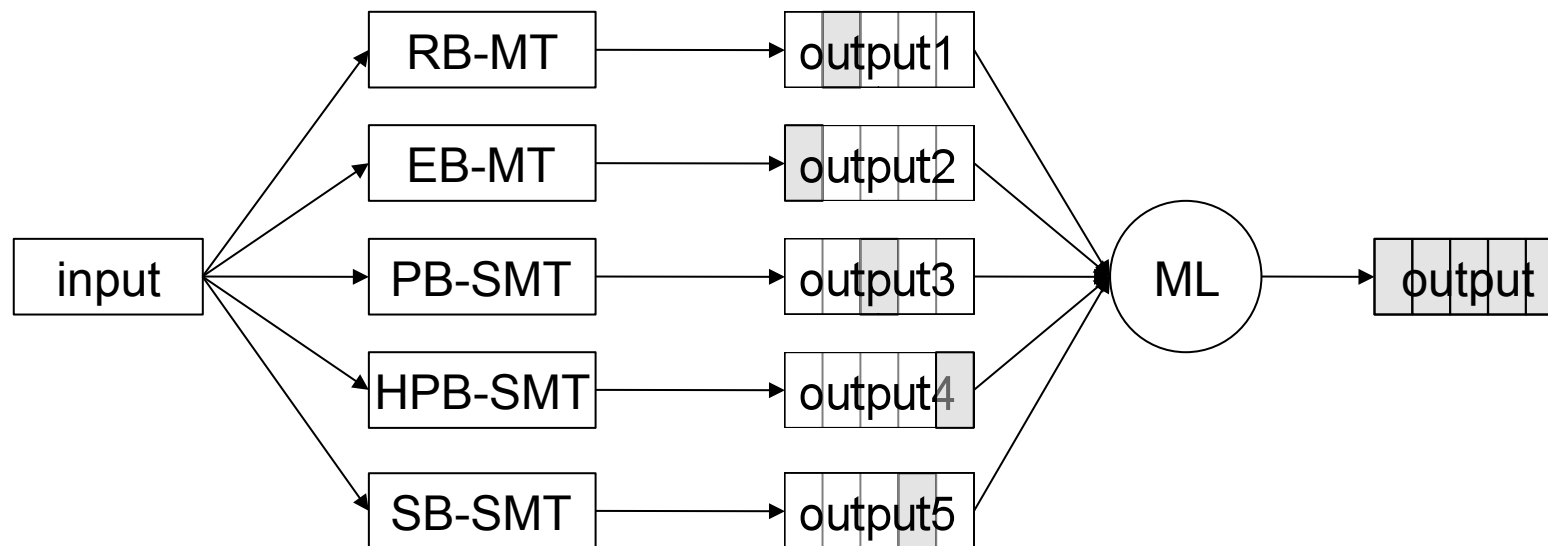 RB-MT
output1
EB-MT
output2
input
PB-SMT
output3
ML
output
HPB-SMT
output4
SB-SMT
output5